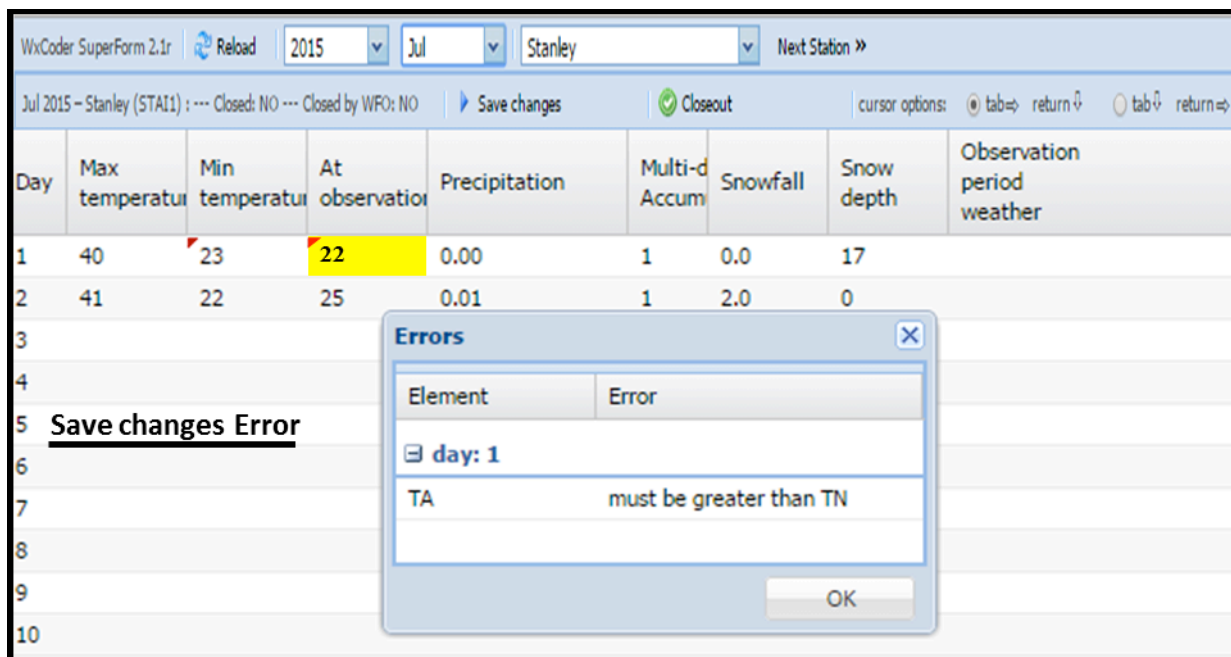 WxCoder SuperForm 2.1r Reload 2015 Jul Stanley Next Station »
Jul 2015 – Stanley (STAI1) : --- Closed: NO --- Closed by WFO: NO Save changes Closeout cursor options: tab⇨ return⇩ tab⇩ return⇨
Day Max temperatur Min temperatur At observation Precipitation Multi-d Accum Snowfall Snow depth Observation period weather
1 40 23 22 0.00 1 0.0 17
2 41 22 25 0.01 1 2.0 0
3
4
5 Save changes Error
6
7
8
9
10
Errors
Element Error
day: 1
TA must be greater than TN
OK